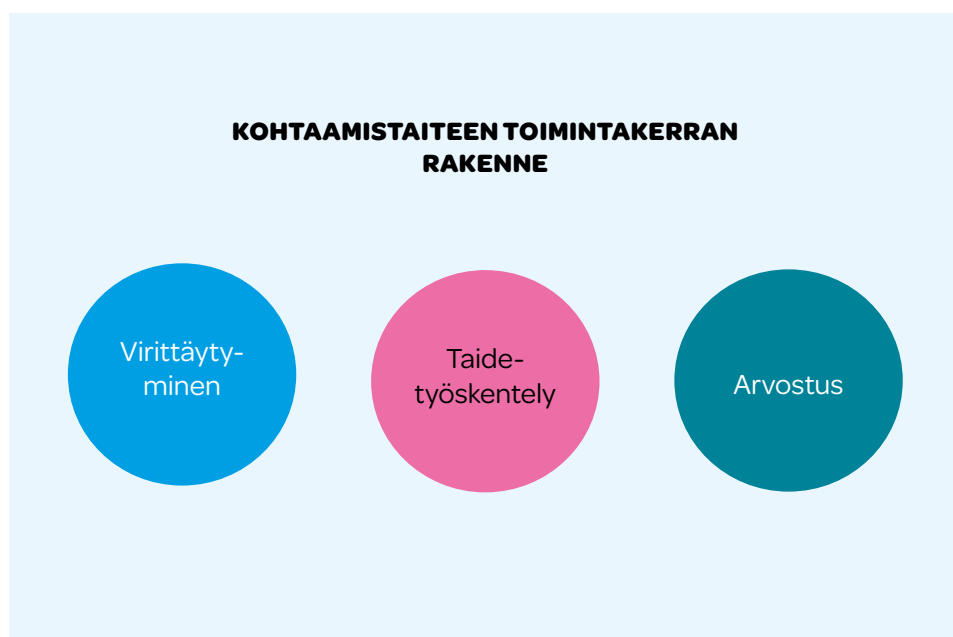 KOHTAAMISTAITEEN TOIMINTAKERRAN
RAKENNE
Virittäyty-
minen
Taide-
työskentely
Arvostus